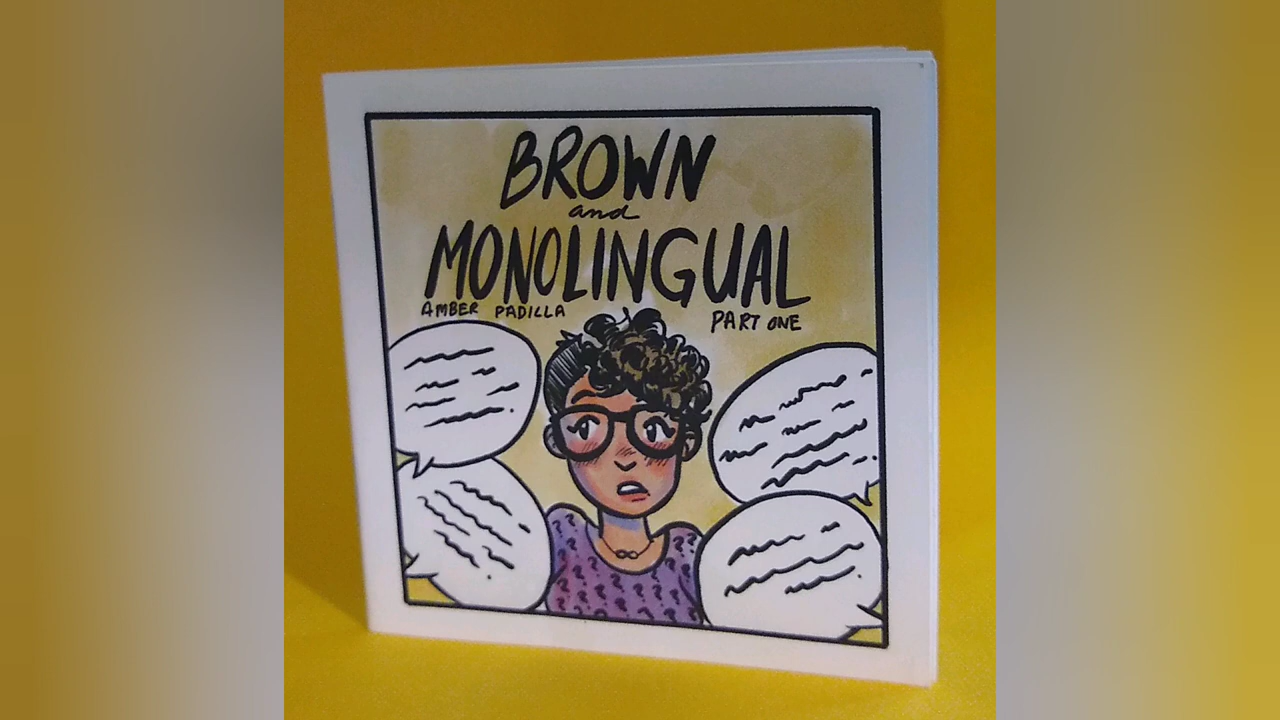 BROWN
and
MONOLINGUAL
AMBER PADILLA
PART ONE